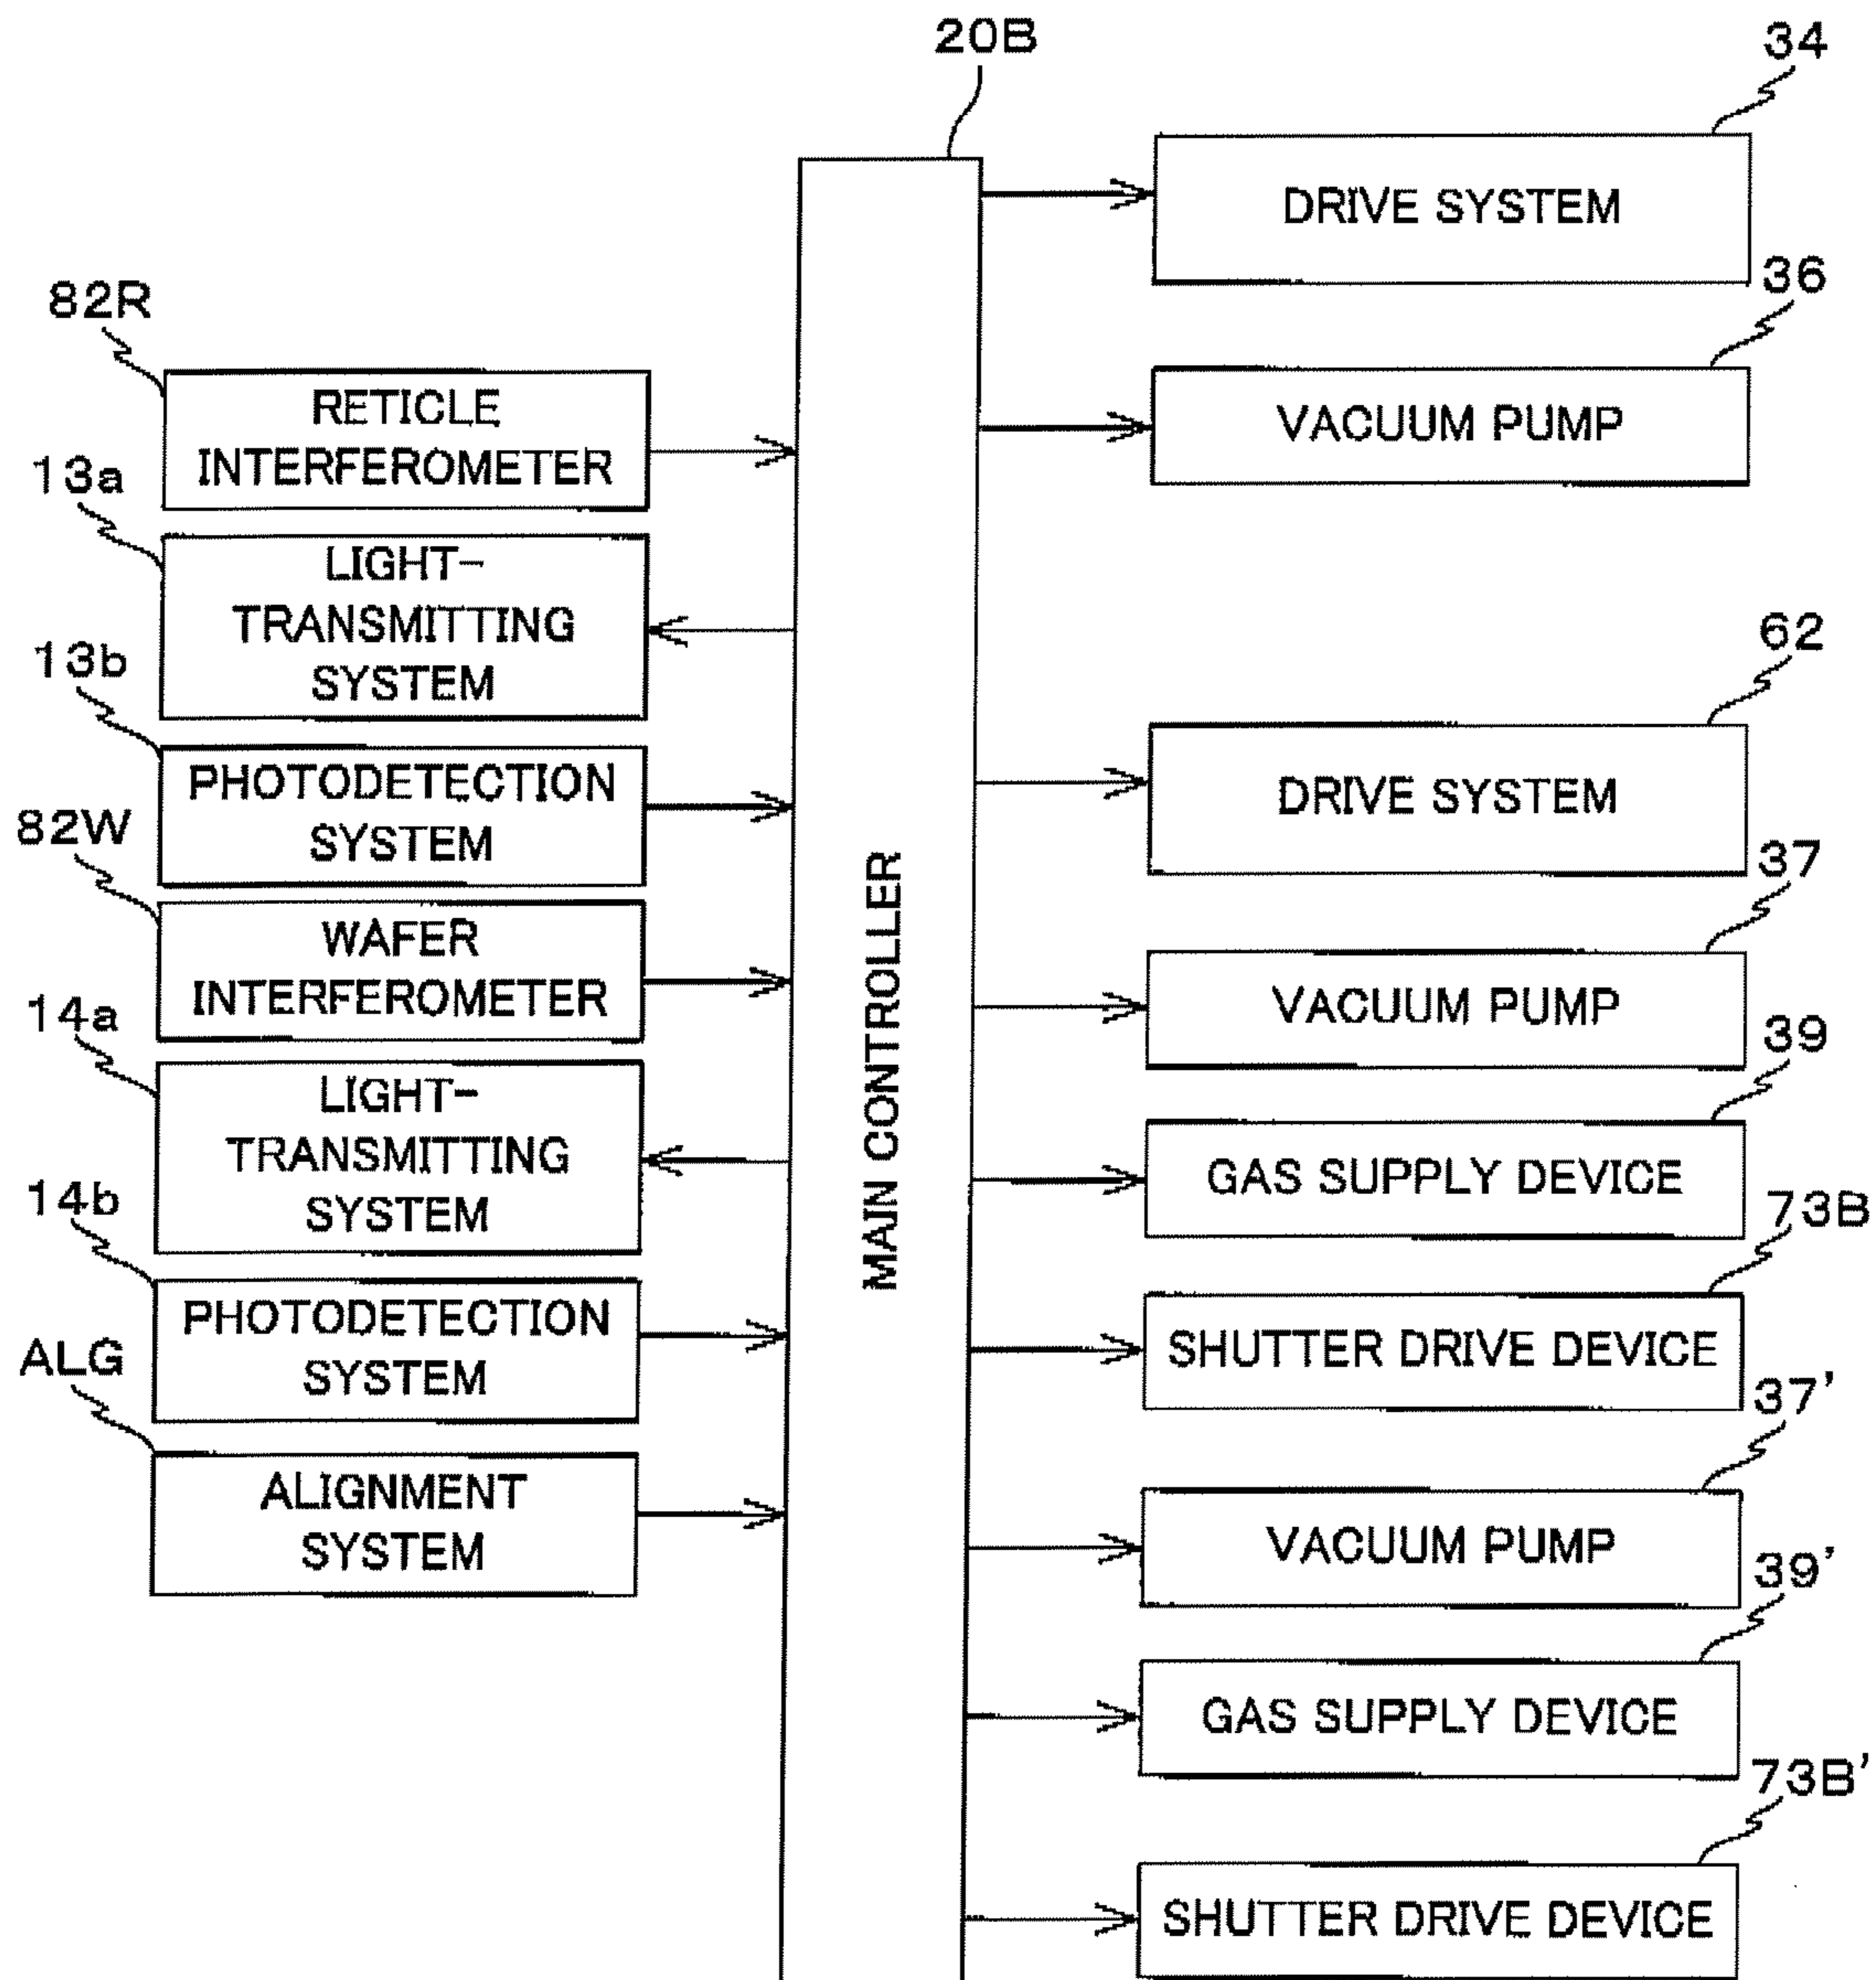 20B
34
DRIVE SYSTEM
36
VACUUM PUMP
82R
RETICLE
INTERFEROMETER
13a
LIGHT-
TRANSMITTING
SYSTEM
13b
PHOTODETECTION
SYSTEM
82W
WAFER
INTERFEROMETER
14a
LIGHT-
TRANSMITTING
SYSTEM
14b
PHOTODETECTION
SYSTEM
ALG
ALIGNMENT
SYSTEM
MAIN CONTROLLER
62
DRIVE SYSTEM
37
VACUUM PUMP
39
GAS SUPPLY DEVICE
73B
SHUTTER DRIVE DEVICE
37'
VACUUM PUMP
39'
GAS SUPPLY DEVICE
73B'
SHUTTER DRIVE DEVICE